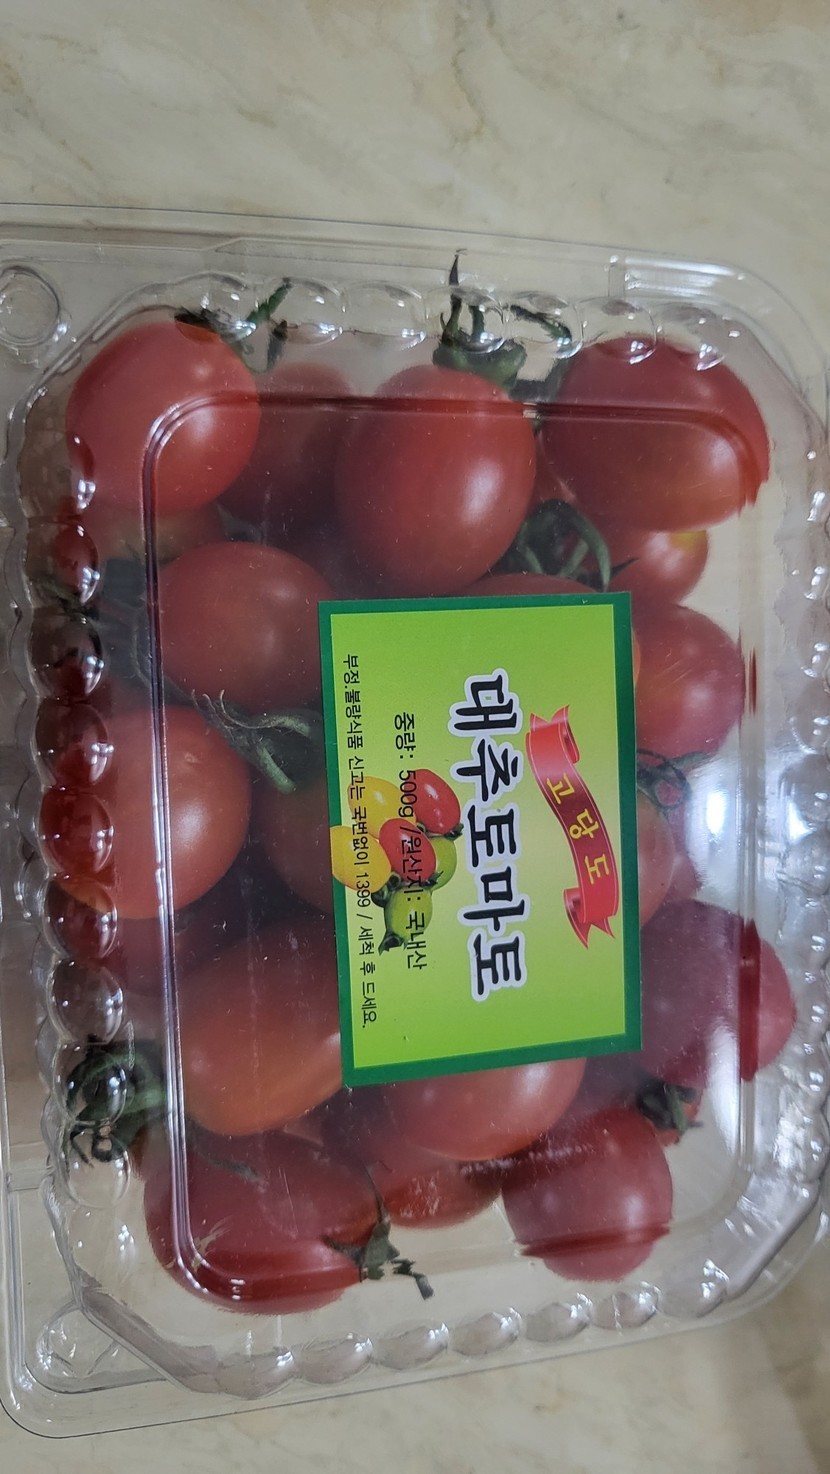 고당도
대추토마토
중량: 500g /원산지: 국내산
부정.불량식품 신고는 국번없이 1399 / 세척 후 드세요.